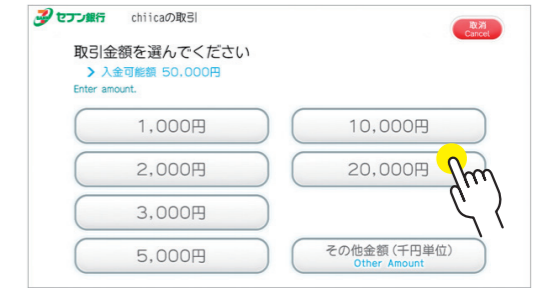 セブン銀行 chiicaの取引
取消
Cancel
取引金額を選んでください
入金可能額 50,000円
Enter amount.
1,000円 10,000円
2,000円 20,000円
3,000円
5,000円 その他金額(千円単位)
Other Amount